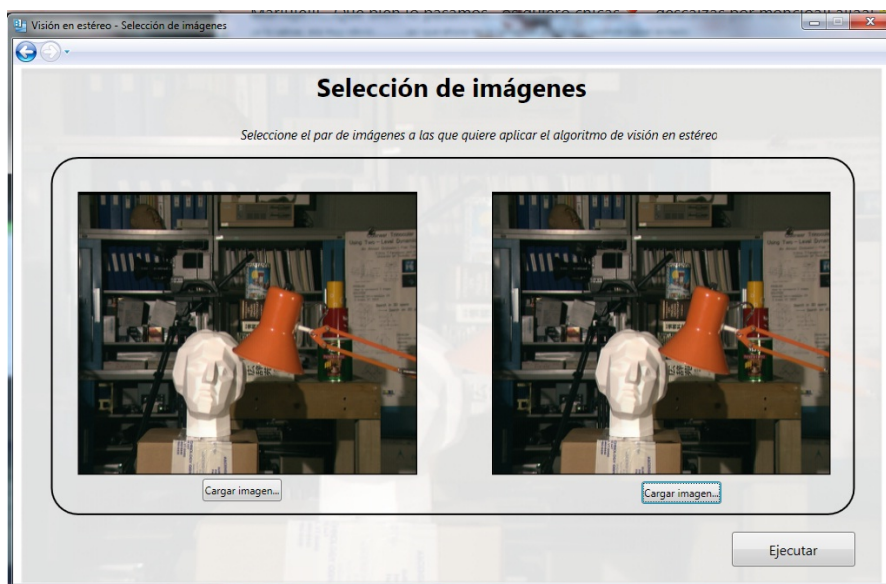 Visión en estéreo - Selección de imágenes
Selección de imágenes
Seleccione el par de imágenes a las que quiere aplicar el algoritmo de visión en estéreo
Cargar imagen...
Cargar imagen...
Ejecutar